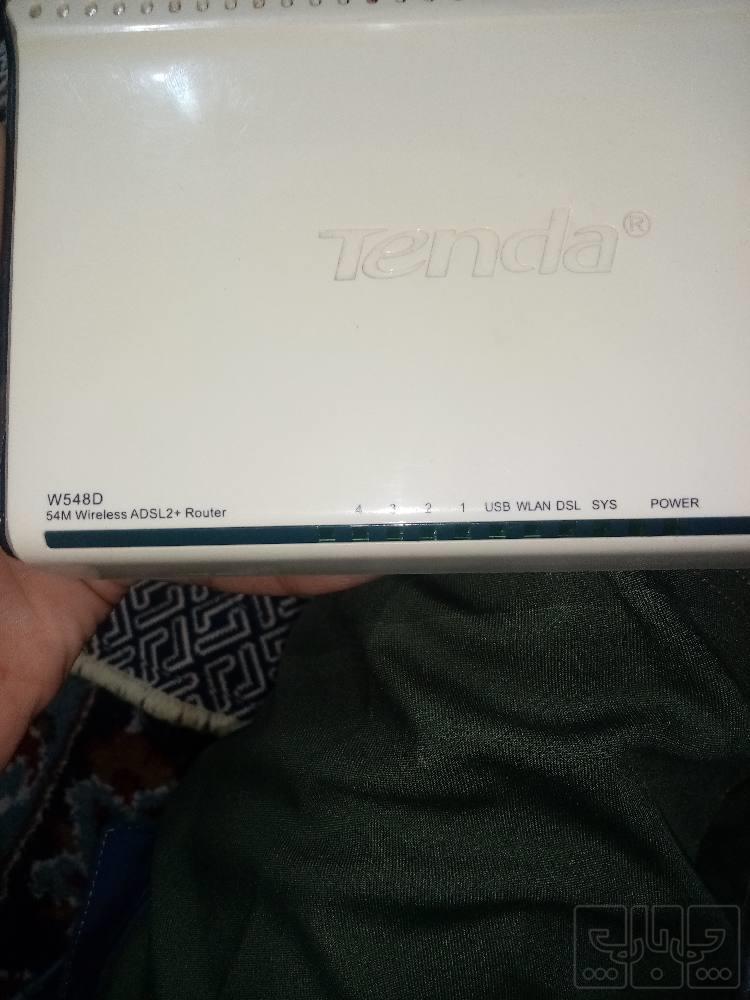 Tenda®
W548D
54M Wireless ADSL2+ Router
4 3 2 1 USB WLAN DSL SYS POWER